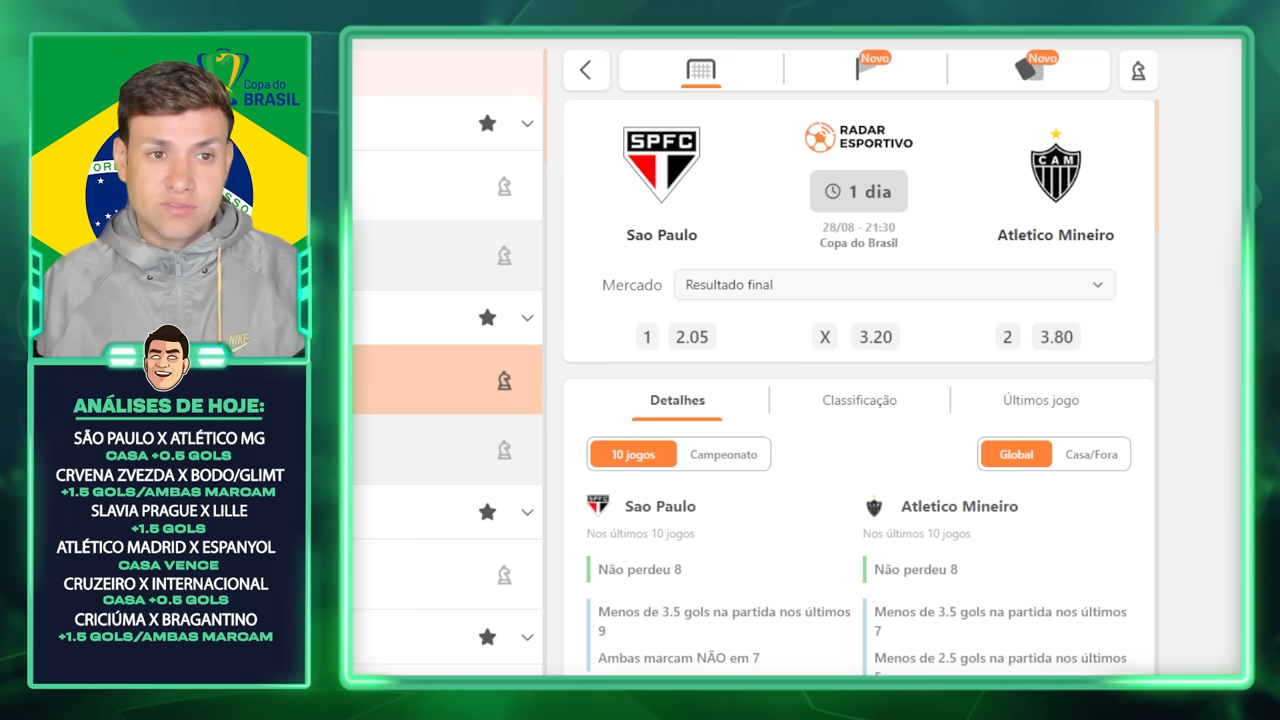 Copa do
BRASIL
NIKE
ANÁLISES DE HOJE:
SÃO PAULO X ATLÉTICO MG
CASA +0.5 GOLS
CRVENA ZVEZDA X BODO/GLIMT
+1.5 GOLS/AMBAS MARCAM
SLAVIA PRAGUE X LILLE
+1.5 GOLS
ATLÉTICO MADRID X ESPANYOL
CASA VENCE
CRUZEIRO X INTERNACIONAL
CASA +0.5 GOLS
CRICIÚMA X BRAGANTINO
+1.5 GOLS/AMBAS MARCAM
Novo
Novo
SPFC
RADAR
ESPORTIVO
CAM
1 dia
28/08 - 21:30
Copa do Brasil
Sao Paulo
Atletico Mineiro
Mercado
Resultado final
1 2.05
X 3.20
2 3.80
Detalhes
Classificação
Últimos jogo
10 jogos
Campeonato
Global
Casa/Fora
SPFC
Sao Paulo
Nos últimos 10 jogos
Não perdeu 8
Menos de 3.5 gols na partida nos últimos
9
Ambas marcam NÃO em 7
Atletico Mineiro
Nos últimos 10 jogos
Não perdeu 8
Menos de 3.5 gols na partida nos últimos
7
Menos de 2.5 gols na partida nos últimos